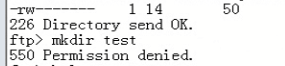 -rw-------    1 14       50
226 Directory send OK.
ftp> mkdir test
550 Permission denied.